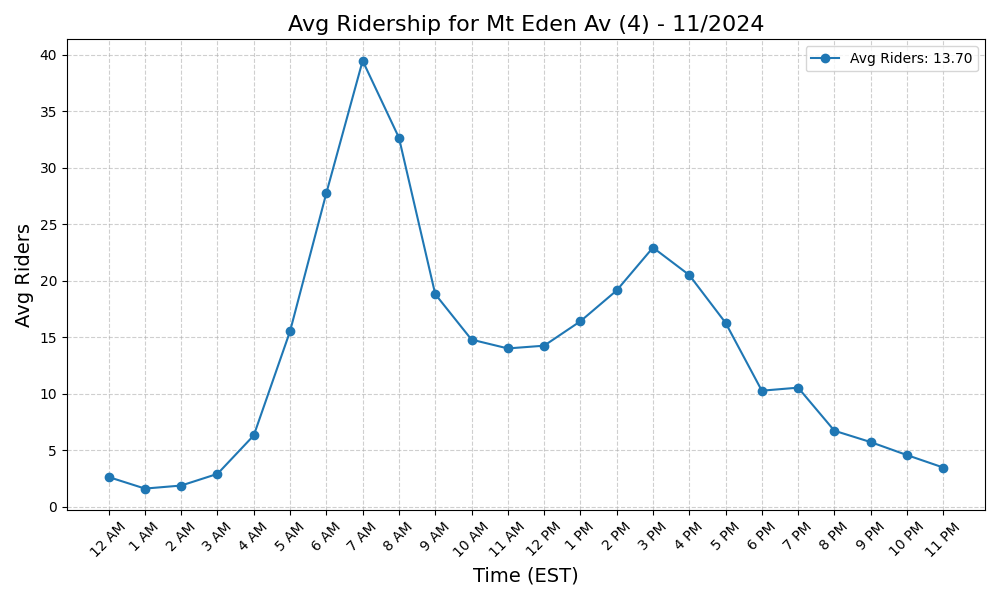 Avg Ridership for Mt Eden Av (4) - 11/2024
Avg Riders: 13.70
Avg Riders
40
35
30
25
20
15
10
5
0
12 AM
1 AM
2 AM
3 AM
4 AM
5 AM
6 AM
7 AM
8 AM
9 AM
10 AM
11 AM
12 PM
1 PM
2 PM
3 PM
4 PM
5 PM
6 PM
7 PM
8 PM
9 PM
10 PM
11 PM
Time (EST)